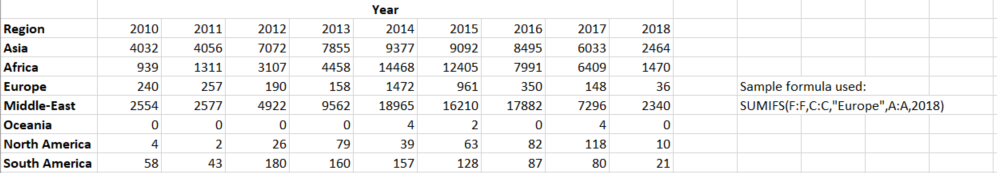 Year
Region 2010 2011 2012 2013 2014 2015 2016 2017 2018
Asia 4032 4056 7072 7855 9377 9092 8495 6033 2464
Africa 939 1311 3107 4458 14468 12405 7991 6409 1470
Europe 240 257 190 158 1472 961 350 148 36 Sample formula used:
Middle-East 2554 2577 4922 9562 18965 16210 17882 7296 2340 SUMIFS(F:F,C:C,"Europe",A:A,2018)
Oceania 0 0 0 0 4 2 0 4 0
North America 4 2 26 79 39 63 82 118 10
South America 58 43 180 160 157 128 87 80 21